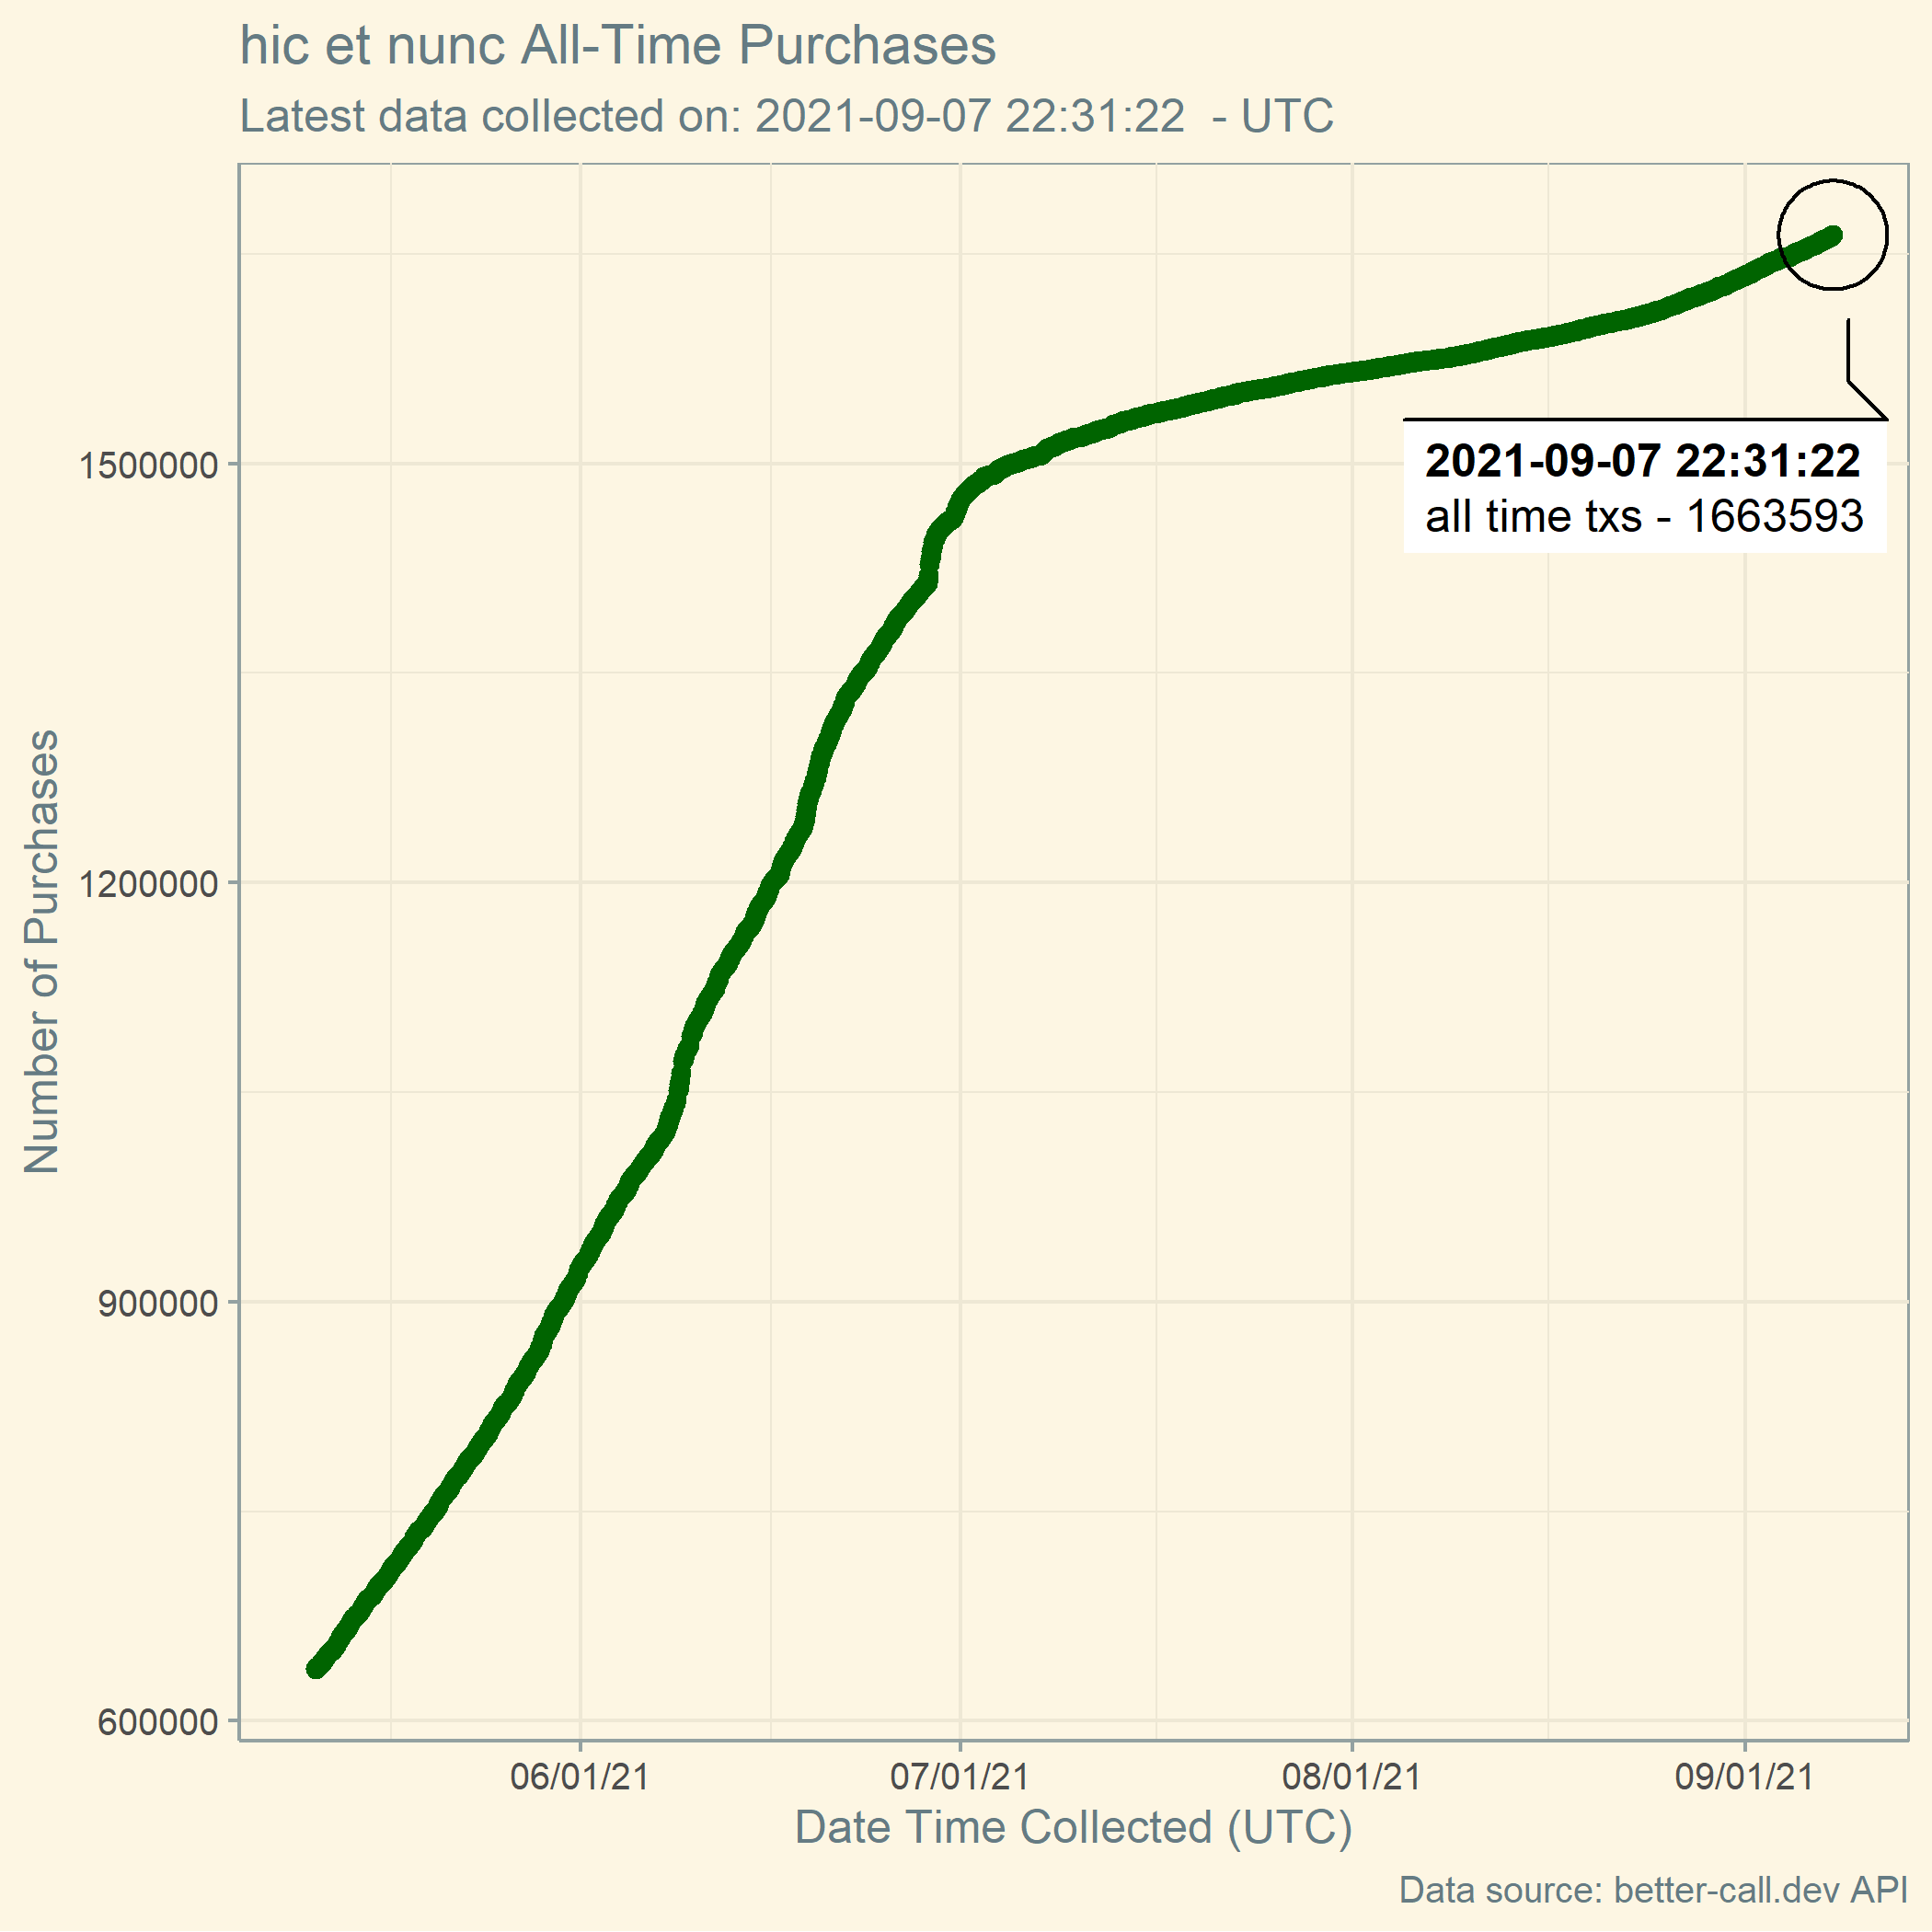 hic et nunc All-Time Purchases
Latest data collected on: 2021-09-07 22:31:22  - UTC
Number of Purchases
1500000
1200000
900000
600000
2021-09-07 22:31:22
all time txs - 1663593
06/01/21
07/01/21
08/01/21
09/01/21
Date Time Collected (UTC)
Data source: better-call.dev API